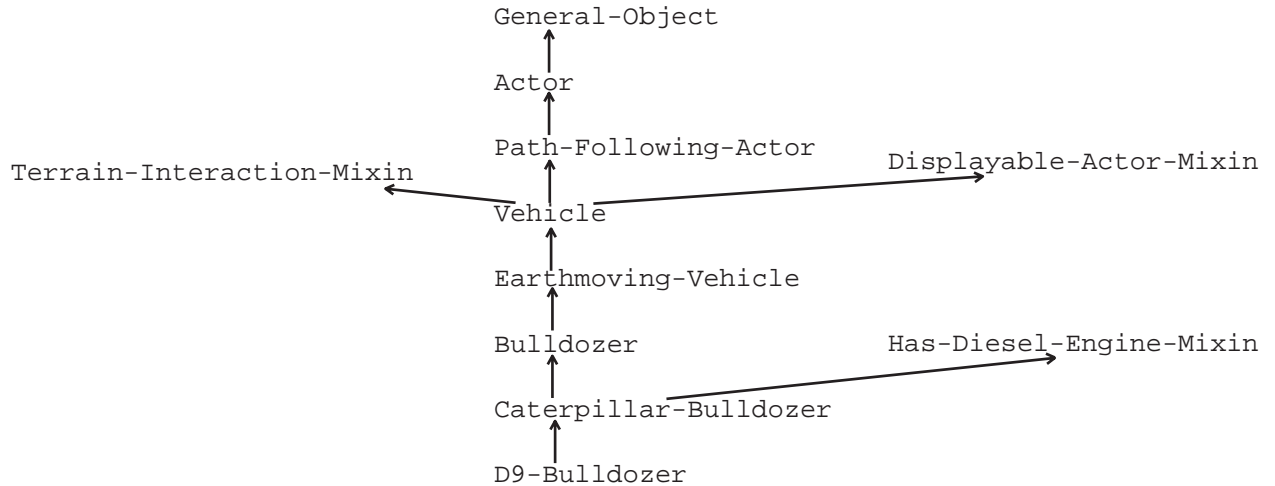 General-Object
Actor
Path-Following-Actor
Displayable-Actor-Mixin
Terrain-Interaction-Mixin
Vehicle
Earthmoving-Vehicle
Bulldozer
Has-Diesel-Engine-Mixin
Caterpillar-Bulldozer
D9-Bulldozer